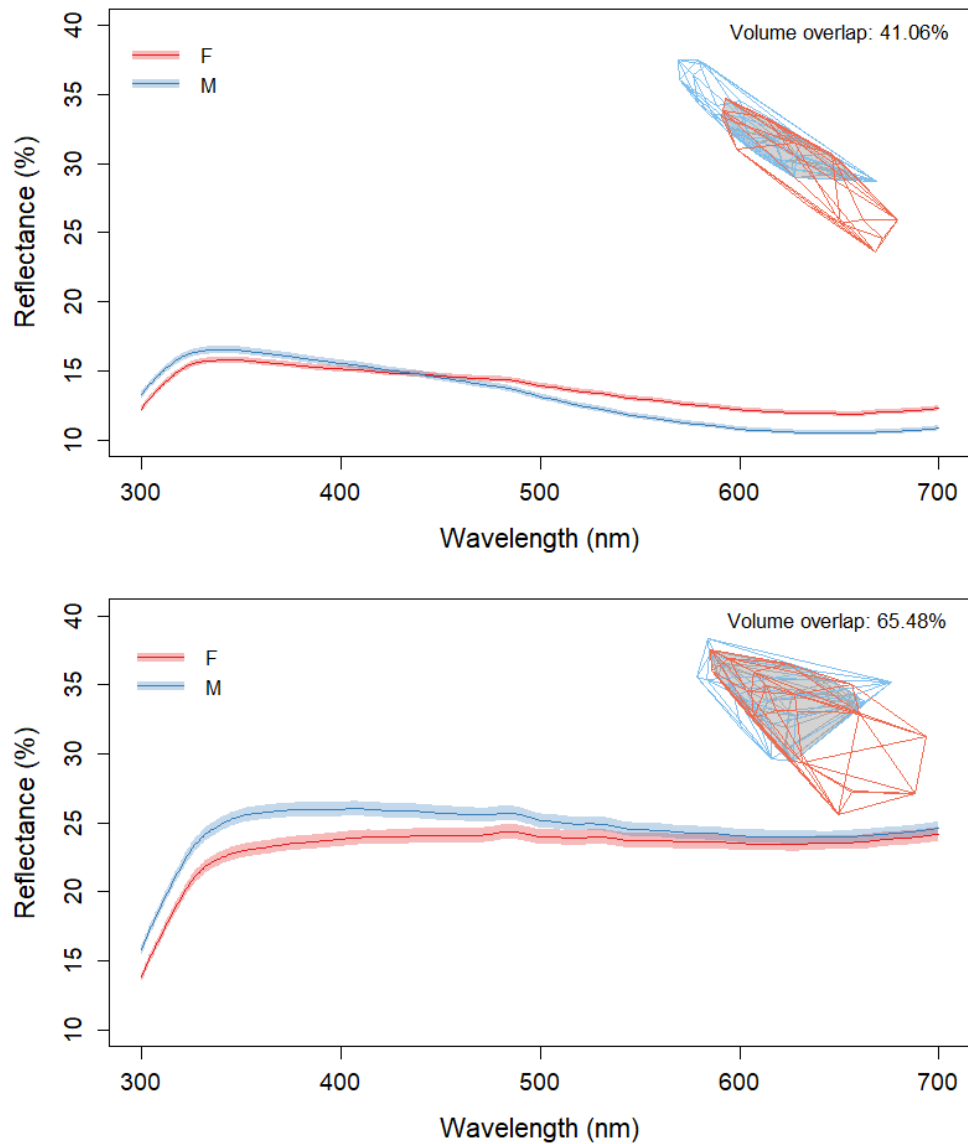 Volume overlap: 41.06%
F
M
Reflectance (%)
40
35
30
25
20
15
10
300 400 500 600 700
Wavelength (nm)
Volume overlap: 65.48%
F
M
Reflectance (%)
40
35
30
25
20
15
10
300 400 500 600 700
Wavelength (nm)